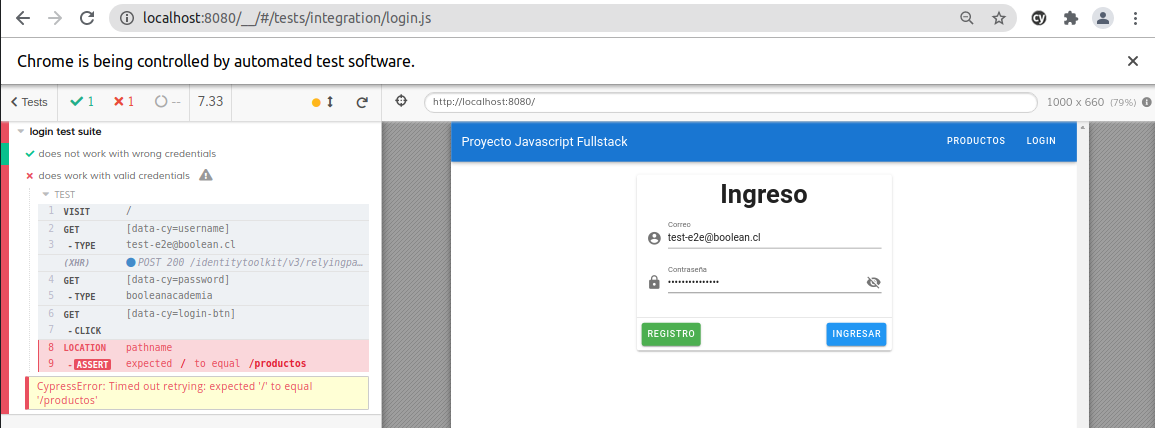 localhost:8080/__/#/tests/integration/login.js
Chrome is being controlled by automated test software.
Tests 1 1 -- 7.33
http://localhost:8080/ 1000 x 660 (79%)
login test suite
does not work with wrong credentials
does work with valid credentials
TEST
1 VISIT /
2 GET [data-cy=username]
3 -TYPE test-e2e@boolean.cl
(XHR) POST 200 /identitytoolkit/v3/relyingpa…
4 GET [data-cy=password]
5 -TYPE booleanacademia
6 GET [data-cy=login-btn]
7 -CLICK
8 LOCATION pathname
9 -ASSERT expected / to equal /productos
CypressError: Timed out retrying: expected '/' to equal
'/productos'
Proyecto Javascript Fullstack PRODUCTOS LOGIN
Ingreso
Correo
test-e2e@boolean.cl
Contraseña
•••••••••••••••
REGISTRO INGRESAR